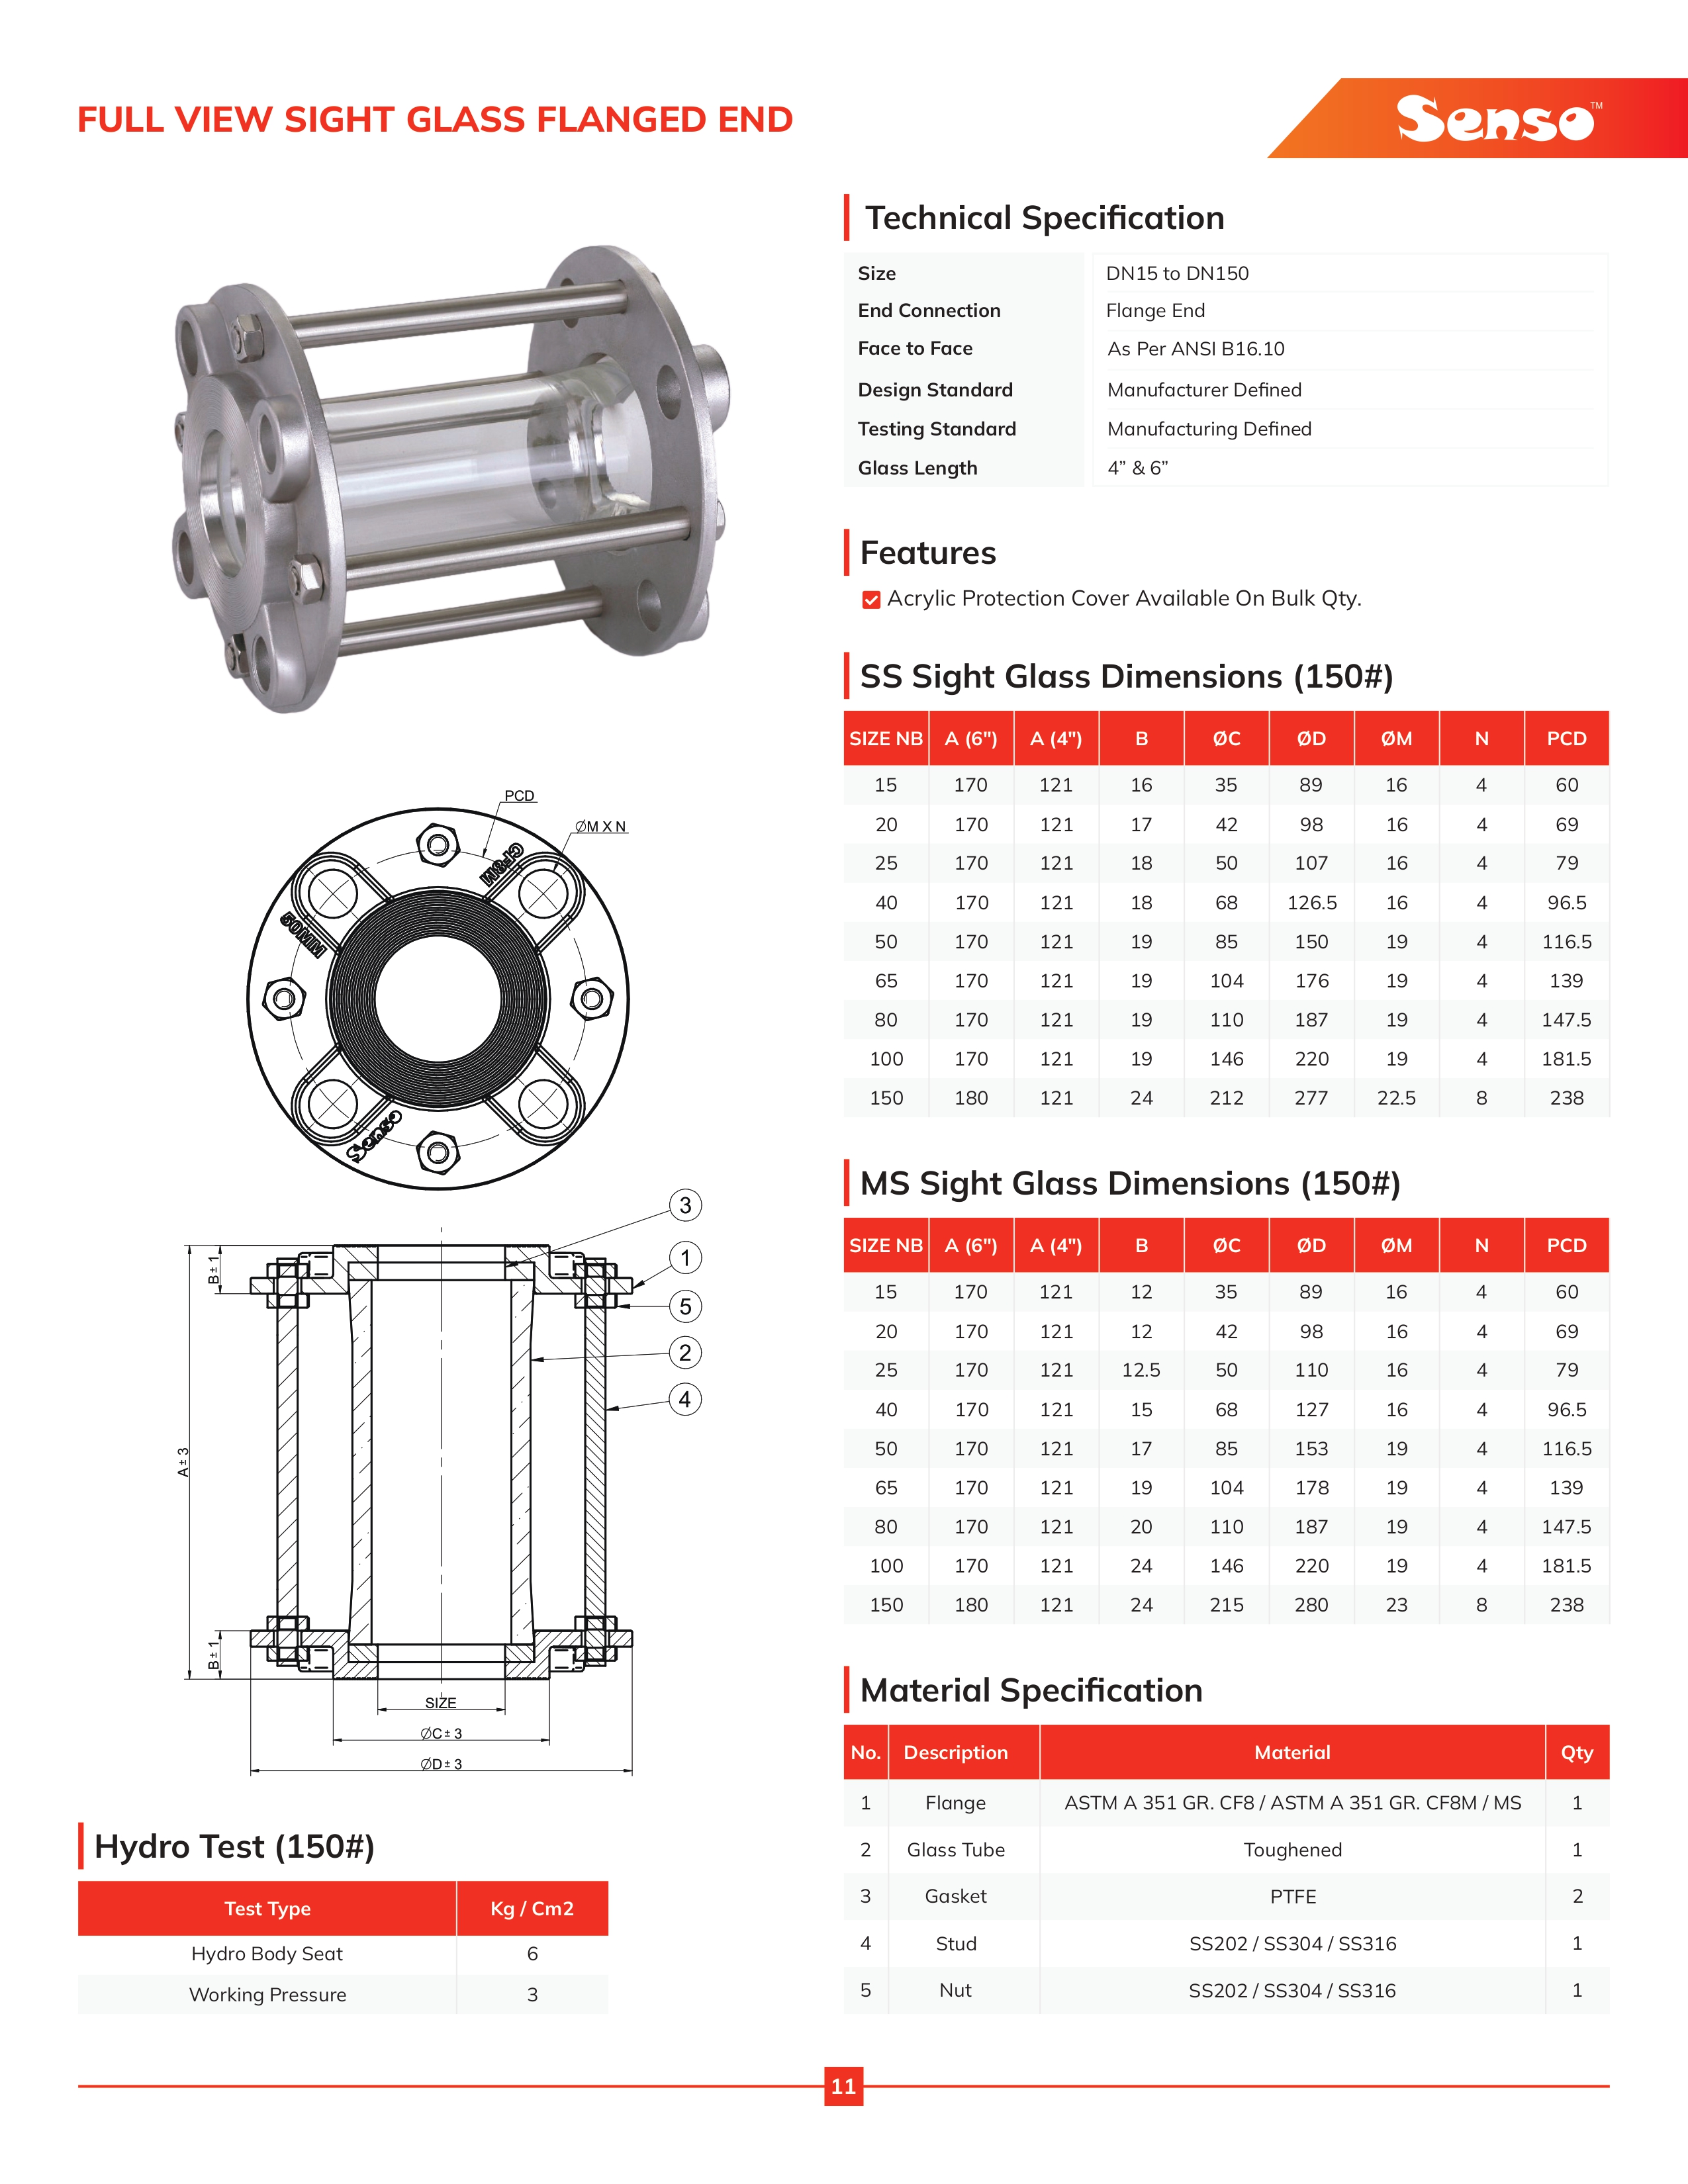 FULL VIEW SIGHT GLASS FLANGED END
Senso™
Technical Specification
Size DN15 to DN150
End Connection Flange End
Face to Face As Per ANSI B16.10
Design Standard Manufacturer Defined
Testing Standard Manufacturing Defined
Glass Length 4” & 6”
Features
Acrylic Protection Cover Available On Bulk Qty.
SS Sight Glass Dimensions (150#)
SIZE NB A (6") A (4") B ØC ØD ØM N PCD
15 170 121 16 35 89 16 4 60
20 170 121 17 42 98 16 4 69
25 170 121 18 50 107 16 4 79
40 170 121 18 68 126.5 16 4 96.5
50 170 121 19 85 150 19 4 116.5
65 170 121 19 104 176 19 4 139
80 170 121 19 110 187 19 4 147.5
100 170 121 19 146 220 19 4 181.5
150 180 121 24 212 277 22.5 8 238
MS Sight Glass Dimensions (150#)
SIZE NB A (6") A (4") B ØC ØD ØM N PCD
15 170 121 12 35 89 16 4 60
20 170 121 12 42 98 16 4 69
25 170 121 12.5 50 110 16 4 79
40 170 121 15 68 127 16 4 96.5
50 170 121 17 85 153 19 4 116.5
65 170 121 19 104 178 19 4 139
80 170 121 20 110 187 19 4 147.5
100 170 121 24 146 220 19 4 181.5
150 180 121 24 215 280 23 8 238
Material Specification
No. Description Material Qty
1 Flange ASTM A 351 GR. CF8 / ASTM A 351 GR. CF8M / MS 1
2 Glass Tube Toughened 1
3 Gasket PTFE 2
4 Stud SS202 / SS304 / SS316 1
5 Nut SS202 / SS304 / SS316 1
PCD
ØM X N
CF8M
50MM
Senso
3
1
5
2
4
B± 1
A± 3
B± 1
SIZE
ØC± 3
ØD± 3
Hydro Test (150#)
Test Type Kg / Cm2
Hydro Body Seat 6
Working Pressure 3
11